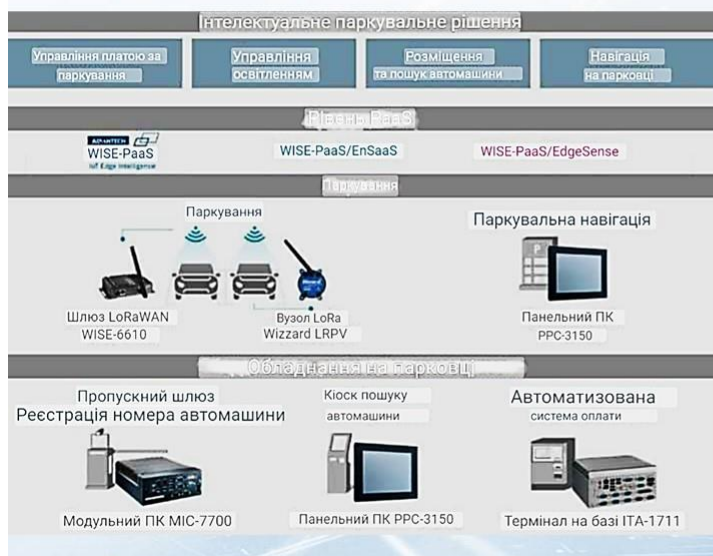 Інтелектуальне паркувальне рішення
Управління платою за
паркування
Управління
освітленням
Розміщення
та пошук автомашини
Навігація
на парковці
Рівень PaaS
ADVANTECH
WISE-PaaS
IoT Edge Intelligence
WISE-PaaS/EnSaaS
WISE-PaaS/EdgeSense
Паркування
Паркування
Паркувальна навігація
P
Шлюз LoRaWAN
WISE-6610
Вузол LoRa
Wizzard LRPV
Панельний ПК
PPC-3150
Обладнання на парковці
Пропускний шлюз
Реєстрація номера автомашини
Кіоск пошуку
автомашини
Автоматизована
система оплати
Модульний ПК MIC-7700
Панельний ПК PPC-3150
Термінал на базі ITA-1711